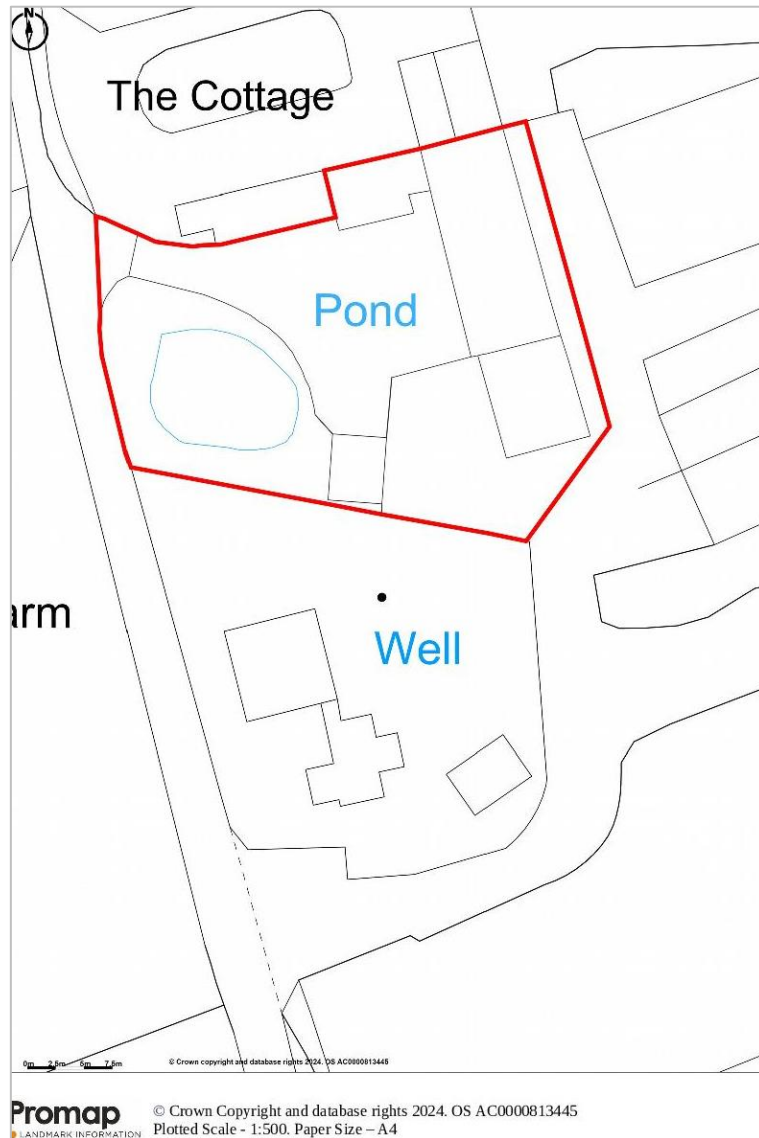 N
The Cottage
Pond
arm
Well
0m 2.5m 5m 7.5m
© Crown copyright and database rights 2024. OS AC0000813445
Promap
LANDMARK INFORMATION
© Crown Copyright and database rights 2024. OS AC0000813445
Plotted Scale - 1:500. Paper Size – A4